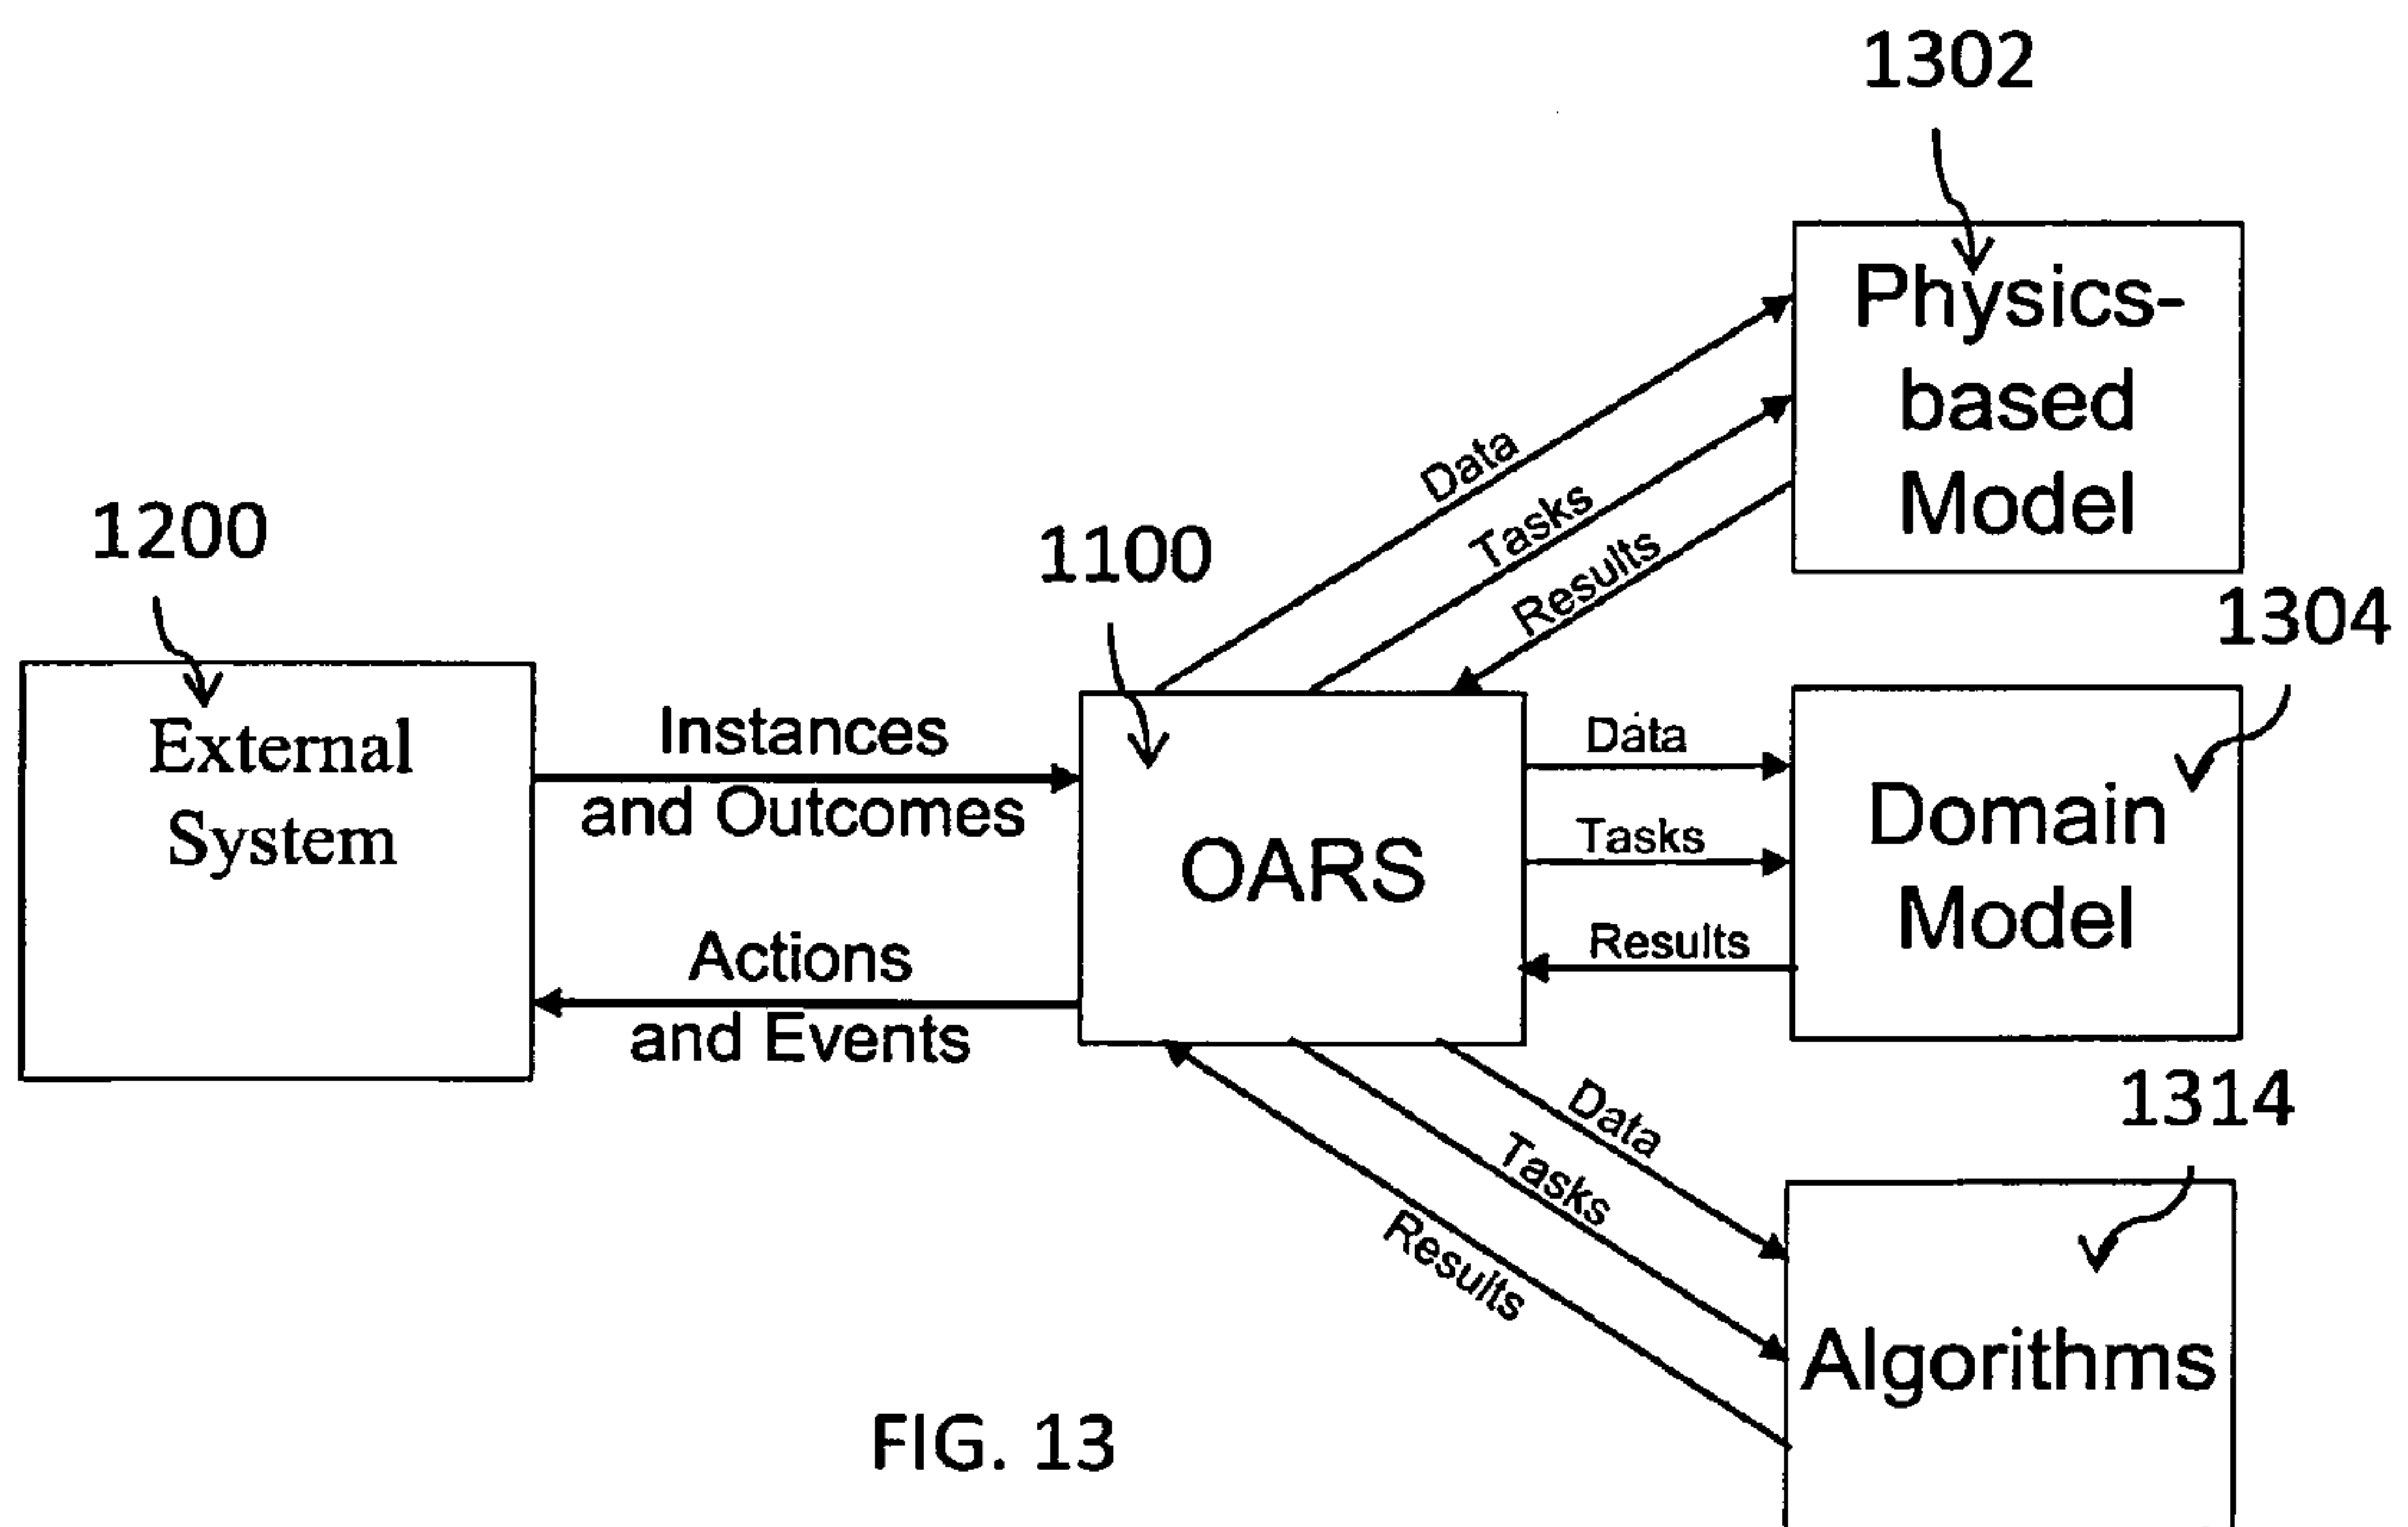 1302
Physics-
based
Model
Data
Tasks
Results
1200
1100
1304
External
System
Instances
and Outcomes
Actions
and Events
OARS
Data
Tasks
Results
Domain
Model
1314
Data
Tasks
Results
Algorithms
FIG. 13